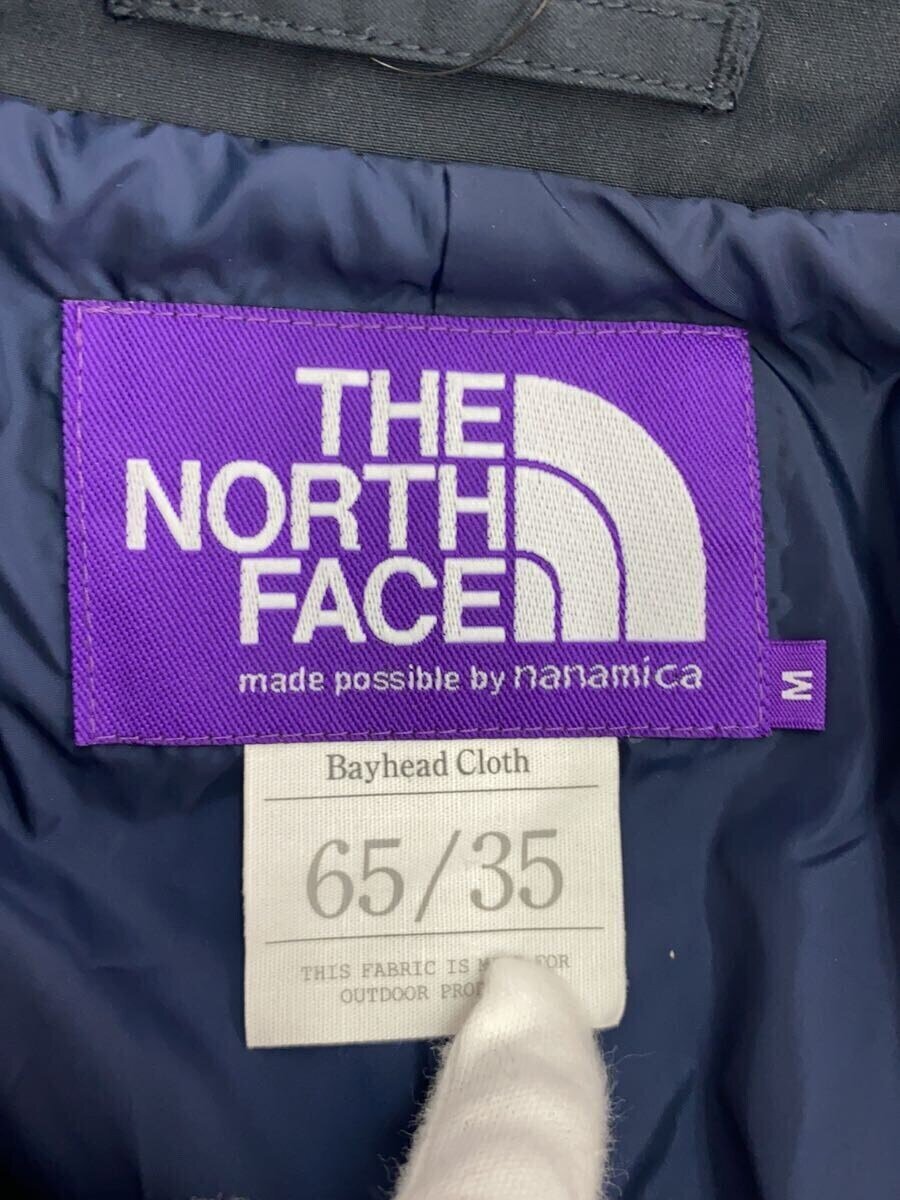 THE
NORTH
FACE
made possible by nanamica
M
Bayhead Cloth
65/35
THIS FABRIC IS FOR
OUTDOOR